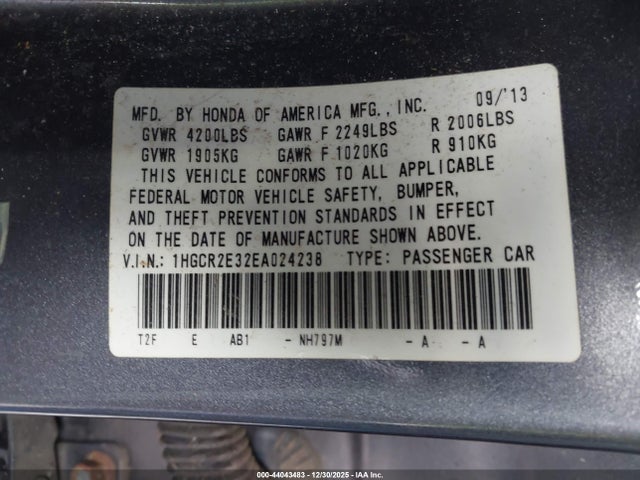 MFD. BY HONDA OF AMERICA MFG., INC. 09/'13
GVWR 4200LBS GAWR F 2249LBS R 2006LBS
GVWR 1905KG GAWR F 1020KG R 910KG
THIS VEHICLE CONFORMS TO ALL APPLICABLE
FEDERAL MOTOR VEHICLE SAFETY, BUMPER,
AND THEFT PREVENTION STANDARDS IN EFFECT
ON THE DATE OF MANUFACTURE SHOWN ABOVE.
V.I.N.: 1HGCR2E32EA024238 TYPE: PASSENGER CAR
T2F E AB1 - NH797M - A - A
000-44043483 - 12/30/2025 - IAA Inc.